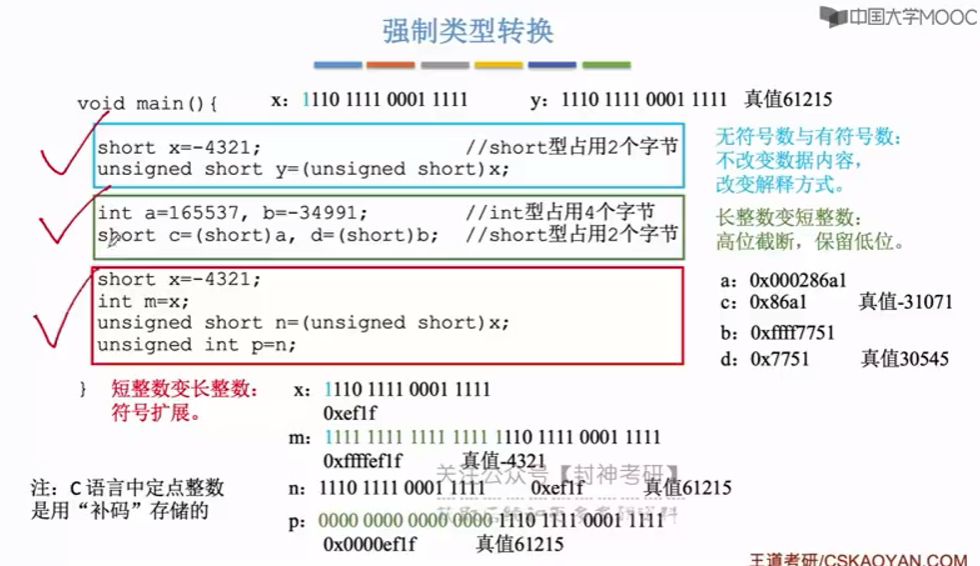 中国大学MOOC
强制类型转换
void main(){ x: 1110 1111 0001 1111 y: 1110 1111 0001 1111 真值61215
short x=-4321; //short型占用2个字节
unsigned short y=(unsigned short)x;
无符号数与有符号数:
不改变数据内容，
改变解释方式。
int a=165537, b=-34991; //int型占用4个字节
short c=(short)a, d=(short)b; //short型占用2个字节
长整数变短整数:
高位截断，保留低位。
short x=-4321;
int m=x;
unsigned short n=(unsigned short)x;
unsigned int p=n;
a: 0x000286a1
c: 0x86a1 真值-31071
b: 0xffff7751
d: 0x7751 真值30545
}
短整数变长整数:
符号扩展。
x: 1110 1111 0001 1111
0xef1f
m: 1111 1111 1111 1111 1110 1111 0001 1111
0xffffef1f 真值-4321
关注公众号【封神考研】
n: 1110 1111 0001 1111 0xef1f 真值61215
p: 0000 0000 0000 0000 1110 1111 0001 1111
0x0000ef1f 真值61215
注：C 语言中定点整数
是用“补码”存储的
王道考研/CSKAOYAN.COM